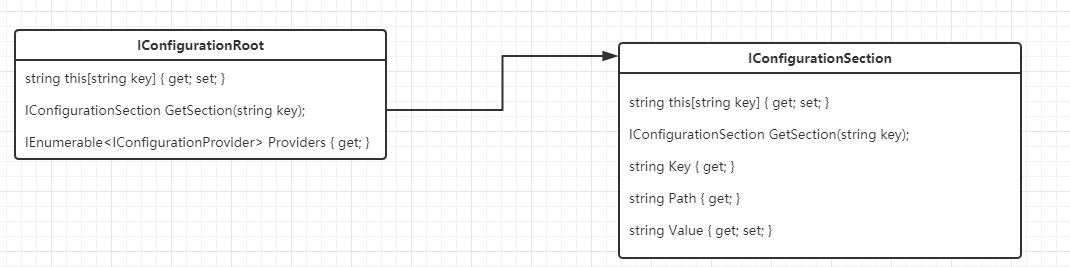 IConfigurationRoot
string this[string key] { get; set; }
IConfigurationSection GetSection(string key);
IEnumerable<IConfigurationProvider> Providers { get; }
IConfigurationSection
string this[string key] { get; set; }
IConfigurationSection GetSection(string key);
string Key { get; }
string Path { get; }
string Value { get; set; }